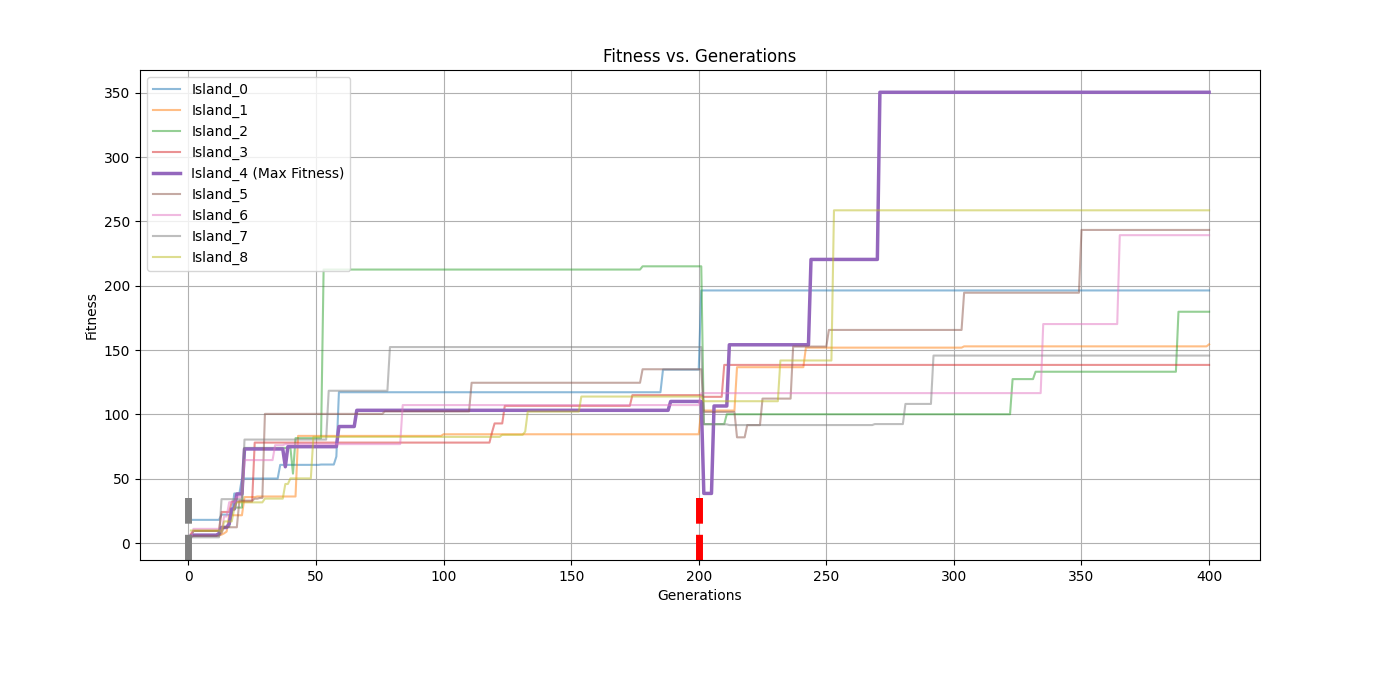 Fitness vs. Generations
Island_0
Island_1
Island_2
Island_3
Island_4 (Max Fitness)
Island_5
Island_6
Island_7
Island_8
Fitness
350
300
250
200
150
100
50
0
0 50 100 150 200 250 300 350 400
Generations